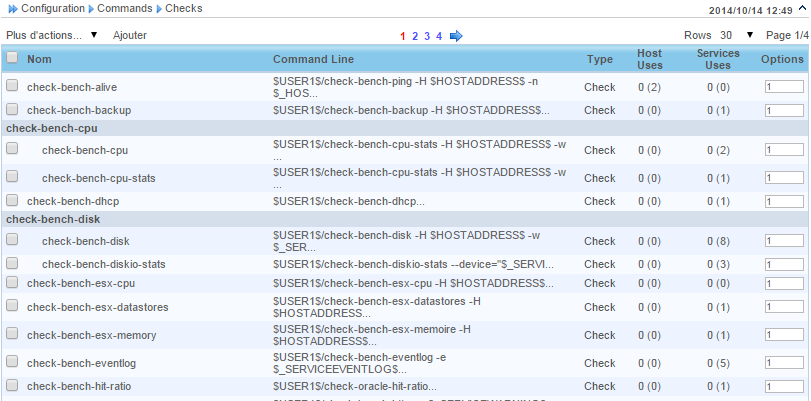 Configuration Commands Checks 2014/10/14 12:49
Plus d'actions... Ajouter 1 2 3 4 Rows 30 Page 1/4
Nom Command Line Type Host Uses Services Uses Options
check-bench-alive $USER1$/check-bench-ping -H $HOSTADDRESS$ -n $_HOS... Check 0 (2) 0 (0) 1
check-bench-backup $USER1$/check-bench-backup -H $HOSTADDRESS$... Check 0 (0) 0 (1) 1
check-bench-cpu
check-bench-cpu $USER1$/check-bench-cpu-stats -H $HOSTADDRESS$ -w ... Check 0 (0) 0 (2) 1
check-bench-cpu-stats $USER1$/check-bench-cpu-stats -H $HOSTADDRESS$ -w ... Check 0 (0) 0 (1) 1
check-bench-dhcp $USER1$/check-bench-dhcp... Check 0 (0) 0 (1) 1
check-bench-disk
check-bench-disk $USER1$/check-bench-disk -H $HOSTADDRESS$ -w $_SER... Check 0 (0) 0 (8) 1
check-bench-diskio-stats $USER1$/check-bench-diskio-stats --device="$_SERVI... Check 0 (0) 0 (3) 1
check-bench-esx-cpu $USER1$/check-bench-esx-cpu -H $HOSTADDRESS$... Check 0 (0) 0 (0) 1
check-bench-esx-datastores $USER1$/check-bench-esx-datastores -H $HOSTADDRESS... Check 0 (0) 0 (1) 1
check-bench-esx-memory $USER1$/check-bench-esx-memoire -H $HOSTADDRESS$... Check 0 (0) 0 (1) 1
check-bench-eventlog $USER1$/check-bench-eventlog -e $_SERVICEEVENTLOG$... Check 0 (0) 0 (5) 1
check-bench-hit-ratio $USER1$/check-oracle-hit-ratio... Check 0 (0) 0 (1) 1